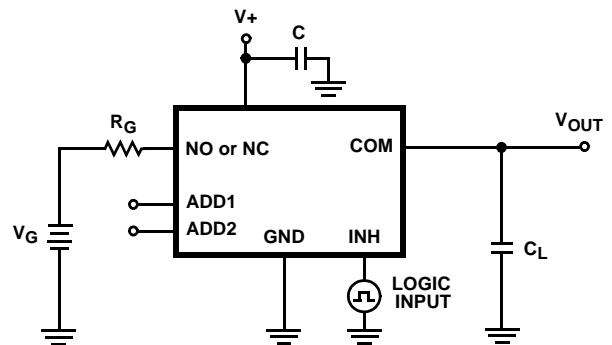 V+
C
RG
NO or NC
COM
VOUT
ADD1
ADD2
VG
GND
INH
CL
LOGIC
INPUT